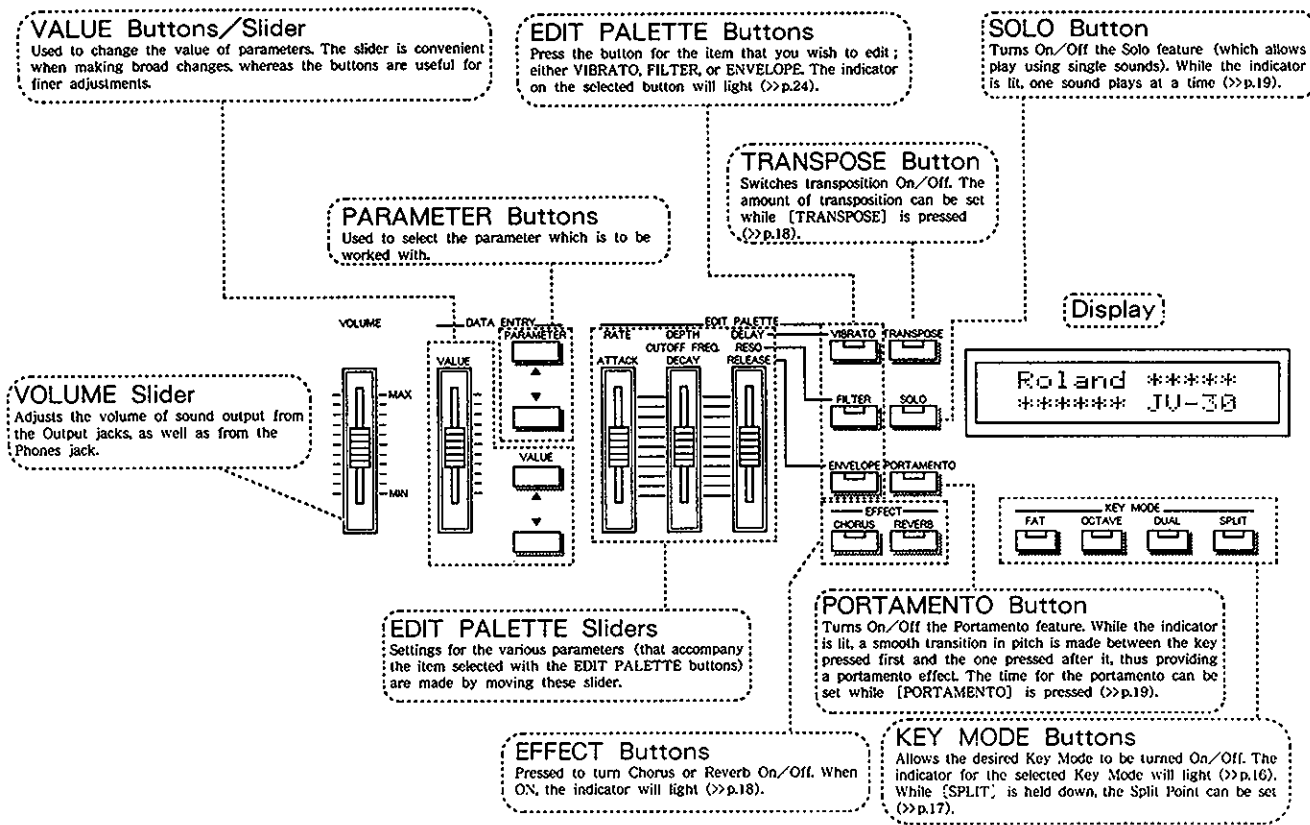 VALUE Buttons／Slider
Used to change the value of parameters. The slider is convenient
when making broad changes, whereas the buttons are useful for
finer adjustments.
EDIT PALETTE Buttons
Press the button for the item that you wish to edit ;
either VIBRATO, FILTER, or ENVELOPE. The indicator
on the selected button will light (>>p.24).
SOLO Button
Turns On／Off the Solo feature (which allows
play using single sounds). While the indicator
is lit, one sound plays at a time (>>p.19).
TRANSPOSE Button
Switches transposition On／Off. The
amount of transposition can be set
while [TRANSPOSE] is pressed
(>>p.18).
PARAMETER Buttons
Used to select the parameter which is to be
worked with.
Display
VOLUME
DATA ENTRY
PARAMETER
VALUE
VALUE
MAX
MIN
EDIT PALETTE
RATE DEPTH DELAY
CUTOFF FREQ. RESO
ATTACK DECAY RELEASE
VIBRATO TRANSPOSE
FILTER SOLO
ENVELOPE PORTAMENTO
EFFECT
CHORUS REVERB
Roland *****
****** JV-30
KEY MODE
FAT OCTAVE DUAL SPLIT
VOLUME Slider
Adjusts the volume of sound output from
the Output jacks, as well as from the
Phones jack.
EDIT PALETTE Sliders
Settings for the various parameters (that accompany
the item selected with the EDIT PALETTE buttons)
are made by moving these slider.
PORTAMENTO Button
Turns On／Off the Portamento feature. While the indicator
is lit, a smooth transition in pitch is made between the key
pressed first and the one pressed after it, thus providing
a portamento effect. The time for the portamento can be
set while [PORTAMENTO] is pressed (>>p.19).
EFFECT Buttons
Pressed to turn Chorus or Reverb On／Off. When
ON, the indicator will light (>>p.18).
KEY MODE Buttons
Allows the desired Key Mode to be turned On／Off. The
indicator for the selected Key Mode will light (>>p.16).
While [SPLIT] is held down, the Split Point can be set
(>>p.17).